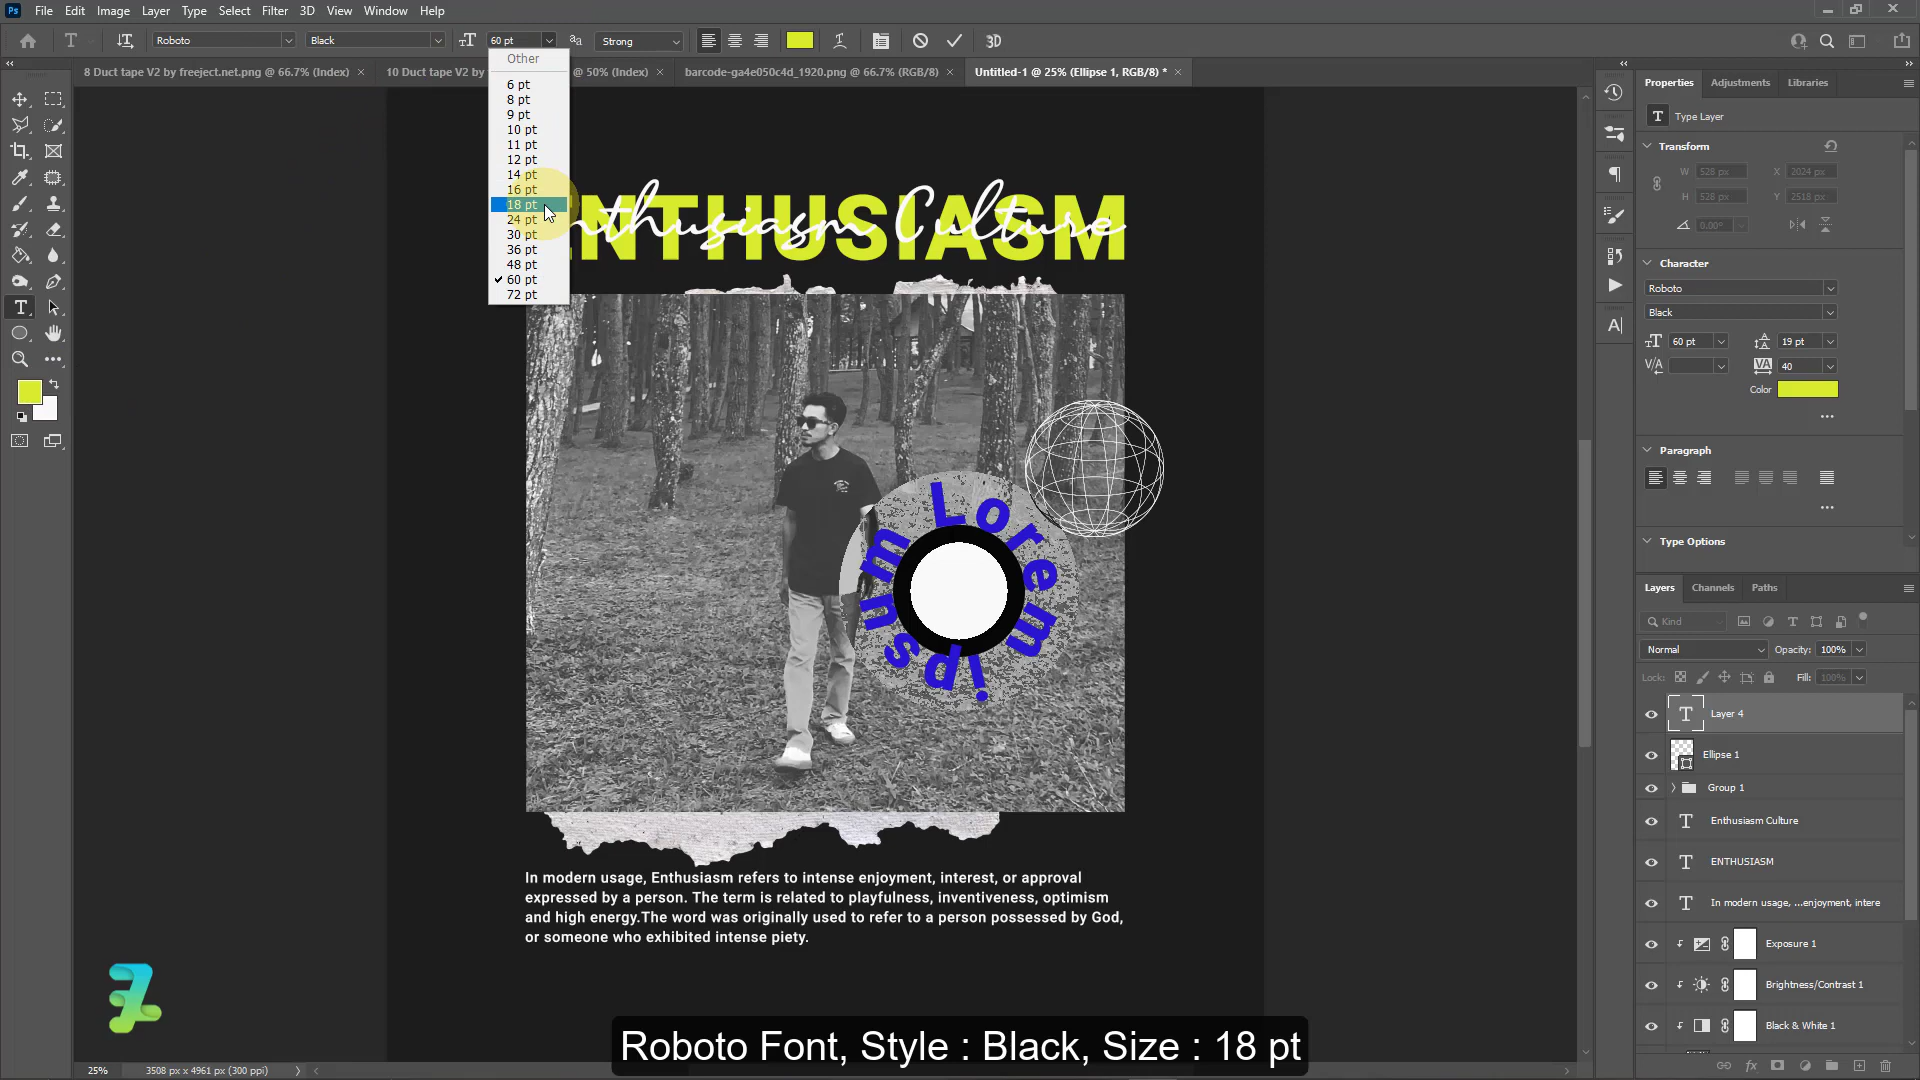 File Edit Image Layer Type Select Filter 3D View Window Help
Roboto Black 60 pt Strong 3D
8 Duct tape V2 by freeject.net.png @ 66.7% (Index) 10 Duct tape V2 by @ 50% (Index) barcode-ga4e050c4d_1920.png @ 66.7% (RGB/8) Untitled-1 @ 25% (Ellipse 1, RGB/8) *
Other
6 pt
8 pt
9 pt
10 pt
11 pt
12 pt
14 pt
16 pt
18 pt
24 pt
30 pt
36 pt
48 pt
60 pt
72 pt
ENTHUSIASM
Enthusiasm Culture
Lorem ipsum
In modern usage, Enthusiasm refers to intense enjoyment, interest, or approval
expressed by a person. The term is related to playfulness, inventiveness, optimism
and high energy.The word was originally used to refer to a person possessed by God,
or someone who exhibited intense piety.
Roboto Font, Style : Black, Size : 18 pt
25% 3508 px x 4961 px (300 ppi)
Properties Adjustments Libraries
Type Layer
Transform
W 528 px X 2024 px
H 528 px Y 2518 px
0.00°
Character
Roboto
Black
60 pt 19 pt
40
Color
Paragraph
Type Options
Layers Channels Paths
Kind
Normal Opacity: 100%
Lock: Fill: 100%
Layer 4
Ellipse 1
Group 1
Enthusiasm Culture
ENTHUSIASM
In modern usage, ...enjoyment, intere
Exposure 1
Brightness/Contrast 1
Black & White 1